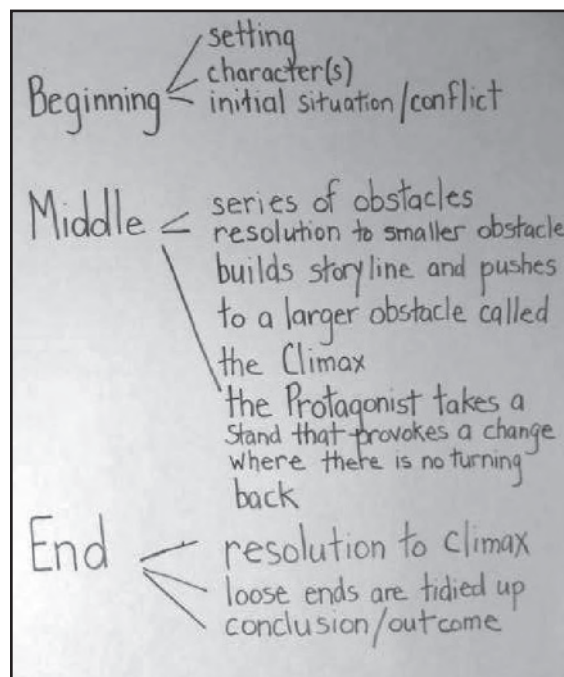 setting
character(s)
Beginning initial situation/conflict
Middle series of obstacles
resolution to smaller obstacle
builds storyline and pushes
to a larger obstacle called
the Climax
the Protagonist takes a
Stand that provokes a change
where there is no turning
back
End resolution to Climax
loose ends are tidied up
conclusion/outcome